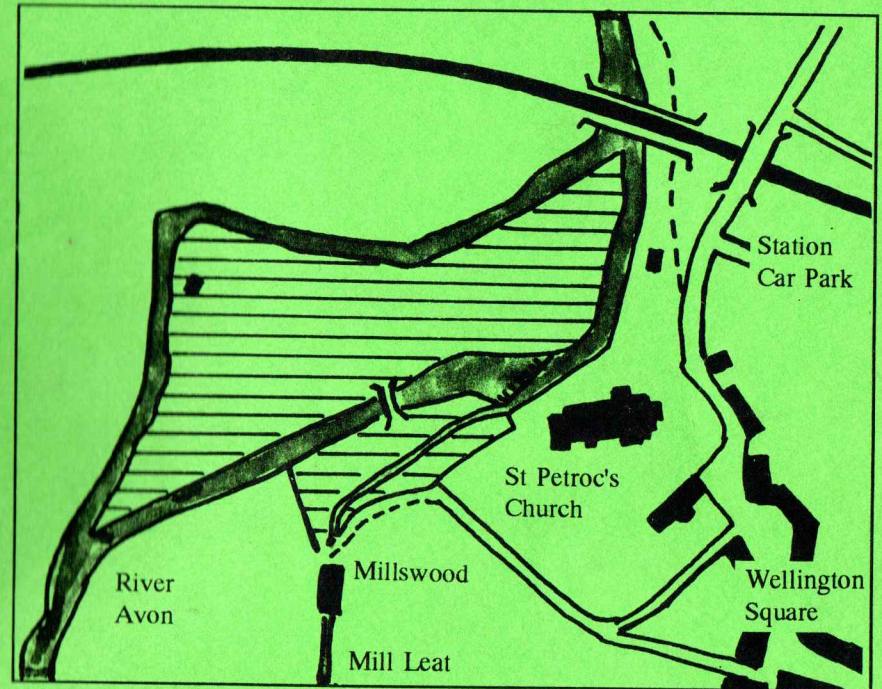 Station
Car Park
St Petroc's
Church
Millswood
River
Avon
Wellington
Square
Mill Leat